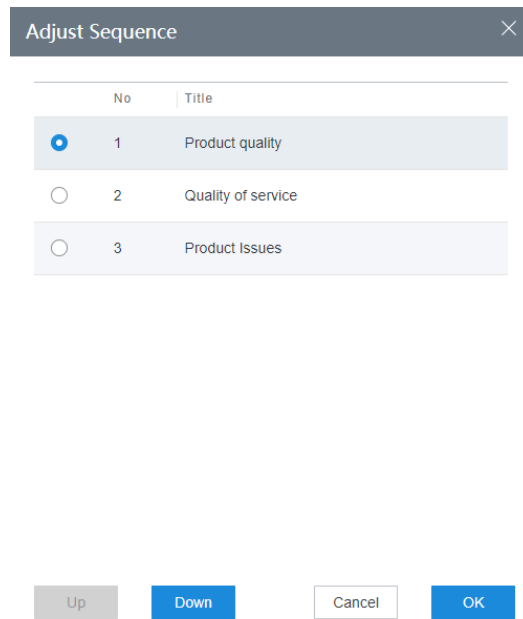 Adjust Sequence
No Title
1 Product quality
2 Quality of service
3 Product Issues
Up Down Cancel OK